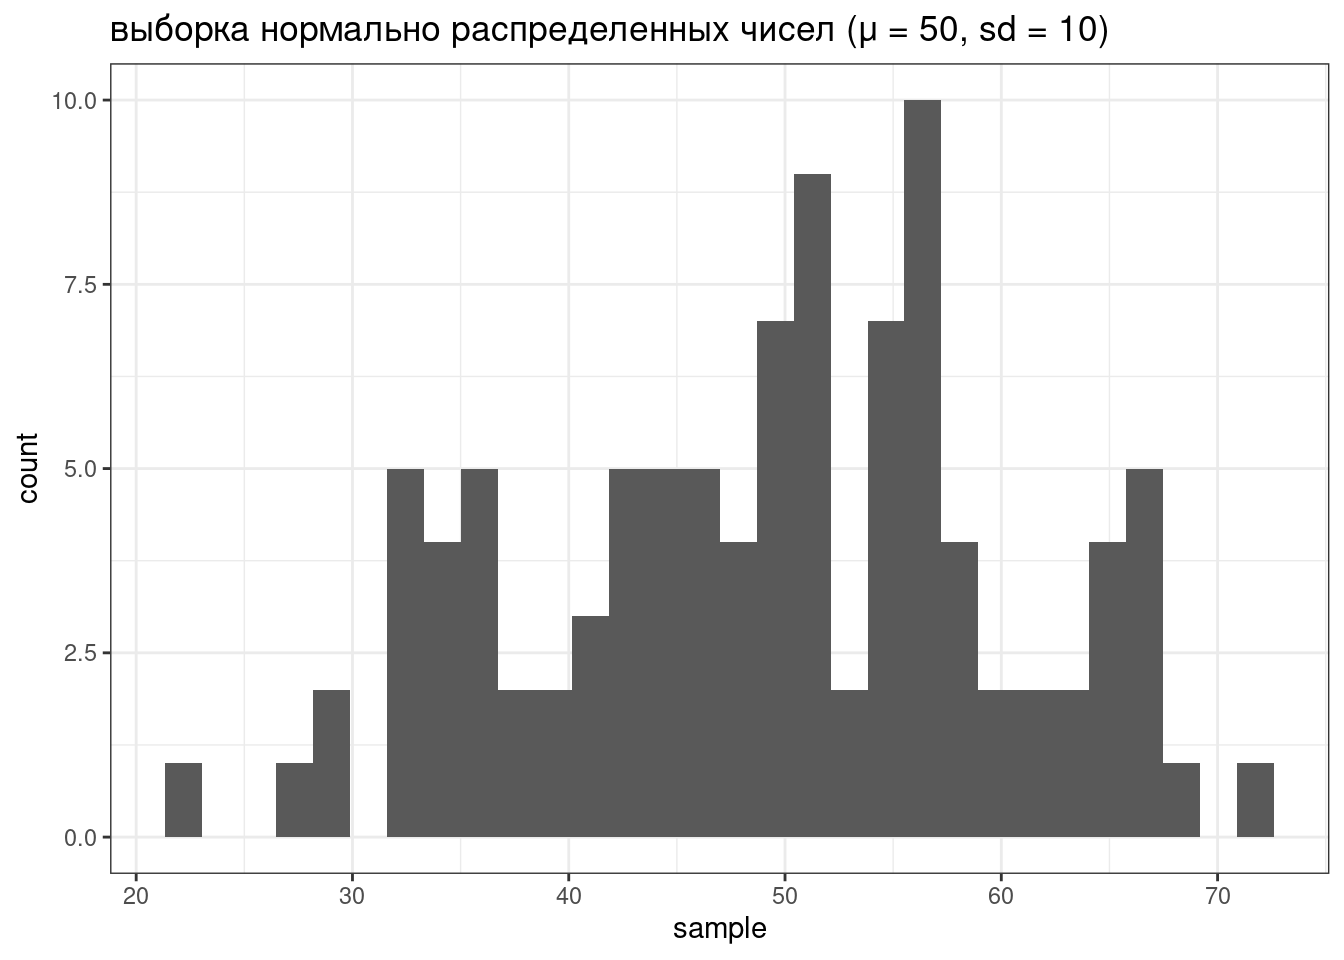 выборка нормально распределенных чисел (μ = 50, sd = 10)
10.0
7.5
5.0
2.5
0.0
count
20 30 40 50 60 70
sample